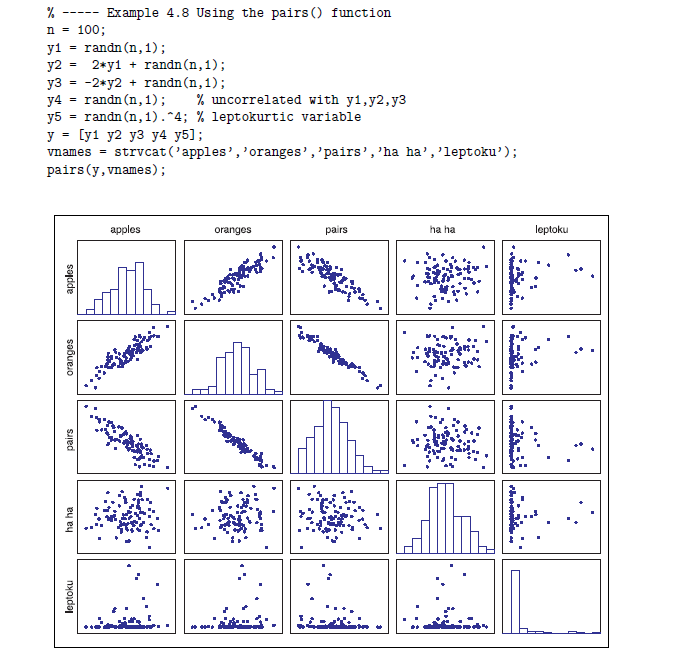 % ----- Example 4.8 Using the pairs() function
n = 100;
y1 = randn(n,1);
y2 =  2*y1 + randn(n,1);
y3 = -2*y2 + randn(n,1);
y4 = randn(n,1);    % uncorrelated with y1,y2,y3
y5 = randn(n,1).^4; % leptokurtic variable
y = [y1 y2 y3 y4 y5];
vnames = strvcat(’apples’,’oranges’,’pairs’,’ha ha’,’leptoku’);
pairs(y,vnames);
apples oranges pairs ha ha leptoku
apples
oranges
pairs
ha ha
leptoku